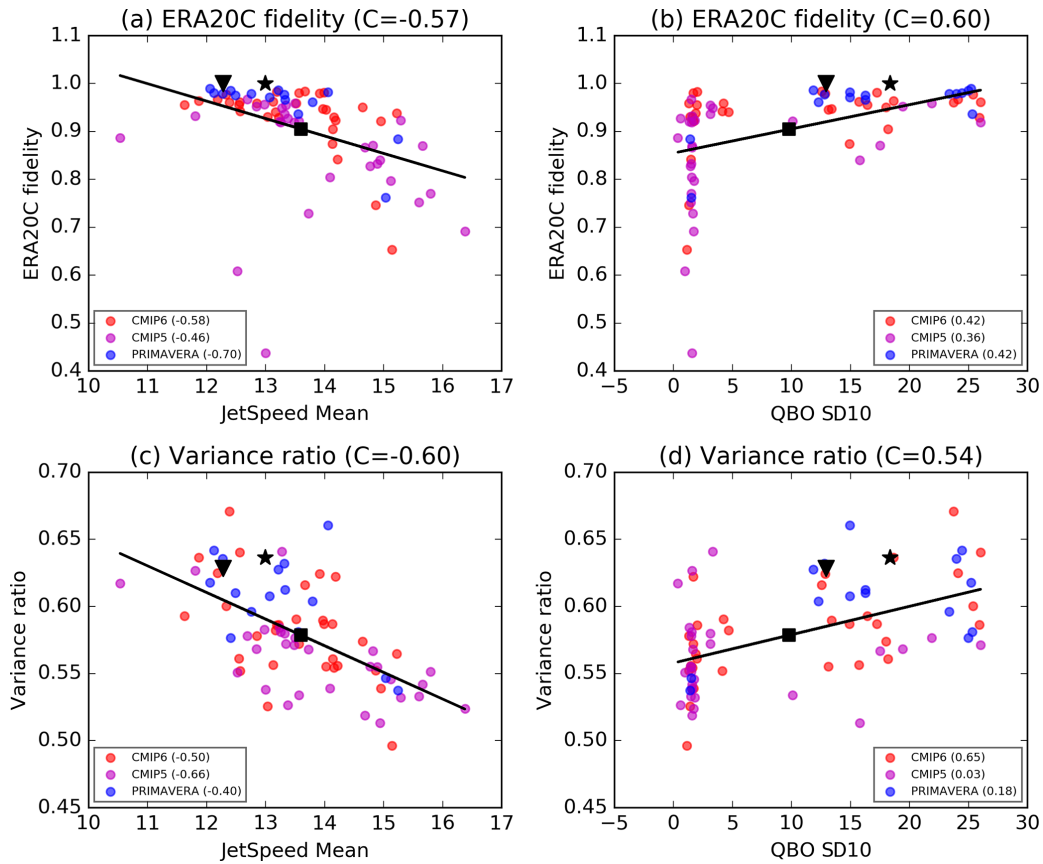 (a) ERA20C fidelity (C=-0.57)
1.1
1.0
0.9
0.8
0.7
0.6
0.5
0.4
ERA20C fidelity
CMIP6 (-0.58)
CMIP5 (-0.46)
PRIMAVERA (-0.70)
10 11 12 13 14 15 16 17
JetSpeed Mean
(b) ERA20C fidelity (C=0.60)
1.1
1.0
0.9
0.8
0.7
0.6
0.5
0.4
ERA20C fidelity
CMIP6 (0.42)
CMIP5 (0.36)
PRIMAVERA (0.42)
−5 0 5 10 15 20 25 30
QBO SD10
(c) Variance ratio (C=-0.60)
0.70
0.65
0.60
0.55
0.50
0.45
Variance ratio
CMIP6 (-0.50)
CMIP5 (-0.66)
PRIMAVERA (-0.40)
10 11 12 13 14 15 16 17
JetSpeed Mean
(d) Variance ratio (C=0.54)
0.70
0.65
0.60
0.55
0.50
0.45
Variance ratio
CMIP6 (0.65)
CMIP5 (0.03)
PRIMAVERA (0.18)
−5 0 5 10 15 20 25 30
QBO SD10